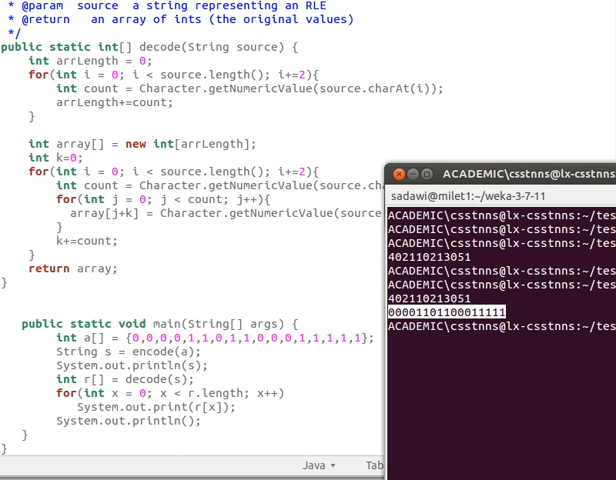 * @param source a string representing an RLE
* @return an array of ints (the original values)
*/
public static int[] decode(String source) {
int arrLength = 0;
for(int i = 0; i < source.length(); i+=2){
int count = Character.getNumericValue(source.charAt(i));
arrLength+=count;
}
int array[] = new int[arrLength];
int k=0;
for(int i = 0; i < source.length(); i+=2){
int count = Character.getNumericValue(source.cha
for(int j = 0; j < count; j++){
array[j+k] = Character.getNumericValue(source
k+=count;
}
return array;
}
public static void main(String[] args) {
int a[] = {0,0,0,0,1,1,0,1,1,0,0,0,1,1,1,1,1};
String s = encode(a);
System.out.println(s);
int r[] = decode(s);
for(int x = 0; x < r.length; x++)
System.out.print(r[x]);
System.out.println();
}
}
Java Tab
ACADEMIC\csstnns@lx-csstnns:
sadawi@milet1:~/weka-3-7-11
ACADEMIC\csstnns@lx-csstnns:~/tes
ACADEMIC\csstnns@lx-csstnns:~/tes
ACADEMIC\csstnns@lx-csstnns:~/tes
402110213051
ACADEMIC\csstnns@lx-csstnns:~/tes
ACADEMIC\csstnns@lx-csstnns:~/tes
402110213051
00001101100011111
ACADEMIC\csstnns@lx-csstnns:~/tes